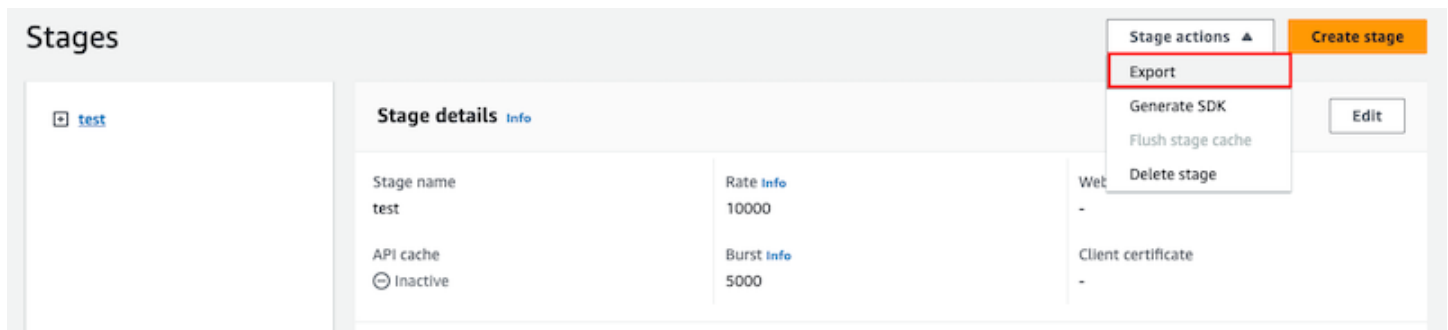 Stages
Stage actions
Create stage
Export
Generate SDK
Flush stage cache
Delete stage
test
Stage details Info
Edit
Stage name
test
Rate Info
10000
Web
-
API cache
Inactive
Burst Info
5000
Client certificate
-